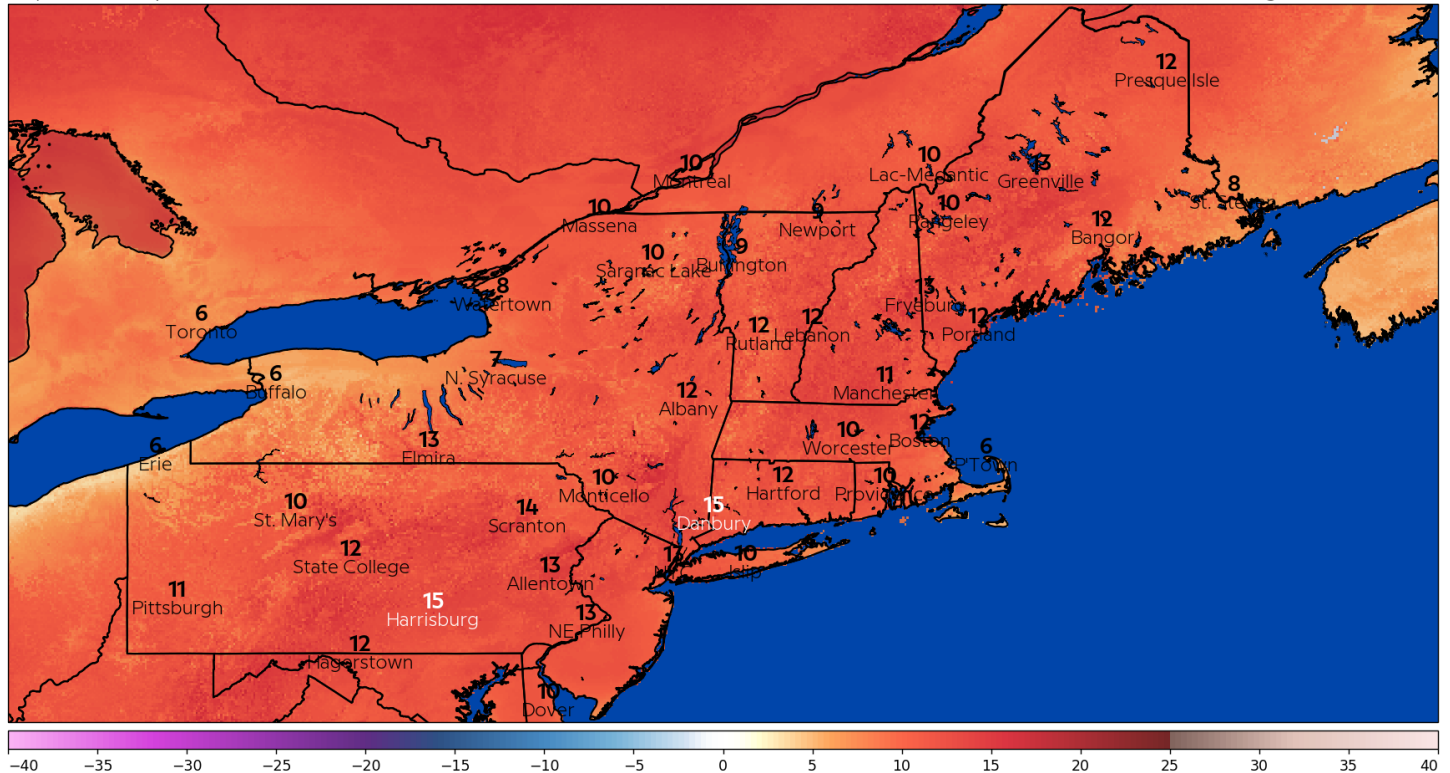 12
Presque Isle
10
Montreal
10
Lac-Megantic
13
Greenville
8
10
Massena
9
Newport
10
Rangeley
12
Bangor
10
Saranac Lake
9
Burlington
8
Watertown
13
Fryeburg
6
Toronto
12
Rutland
12
Lebanon
12
Portland
7
N. Syracuse
6
Buffalo
12
Albany
11
Manchester
13
Elmira
10
Worcester
12
Boston
6
Erie
6
P'Town
10
Monticello
12
Hartford
10
Providence
10
St. Mary's
14
Scranton
15
Danbury
12
State College
13
Allentown
10
Islip
11
Pittsburgh
15
Harrisburg
13
NE Philly
12
Hagerstown
10
Dover
−40 −35 −30 −25 −20 −15 −10 −5 0 5 10 15 20 25 30 35 40